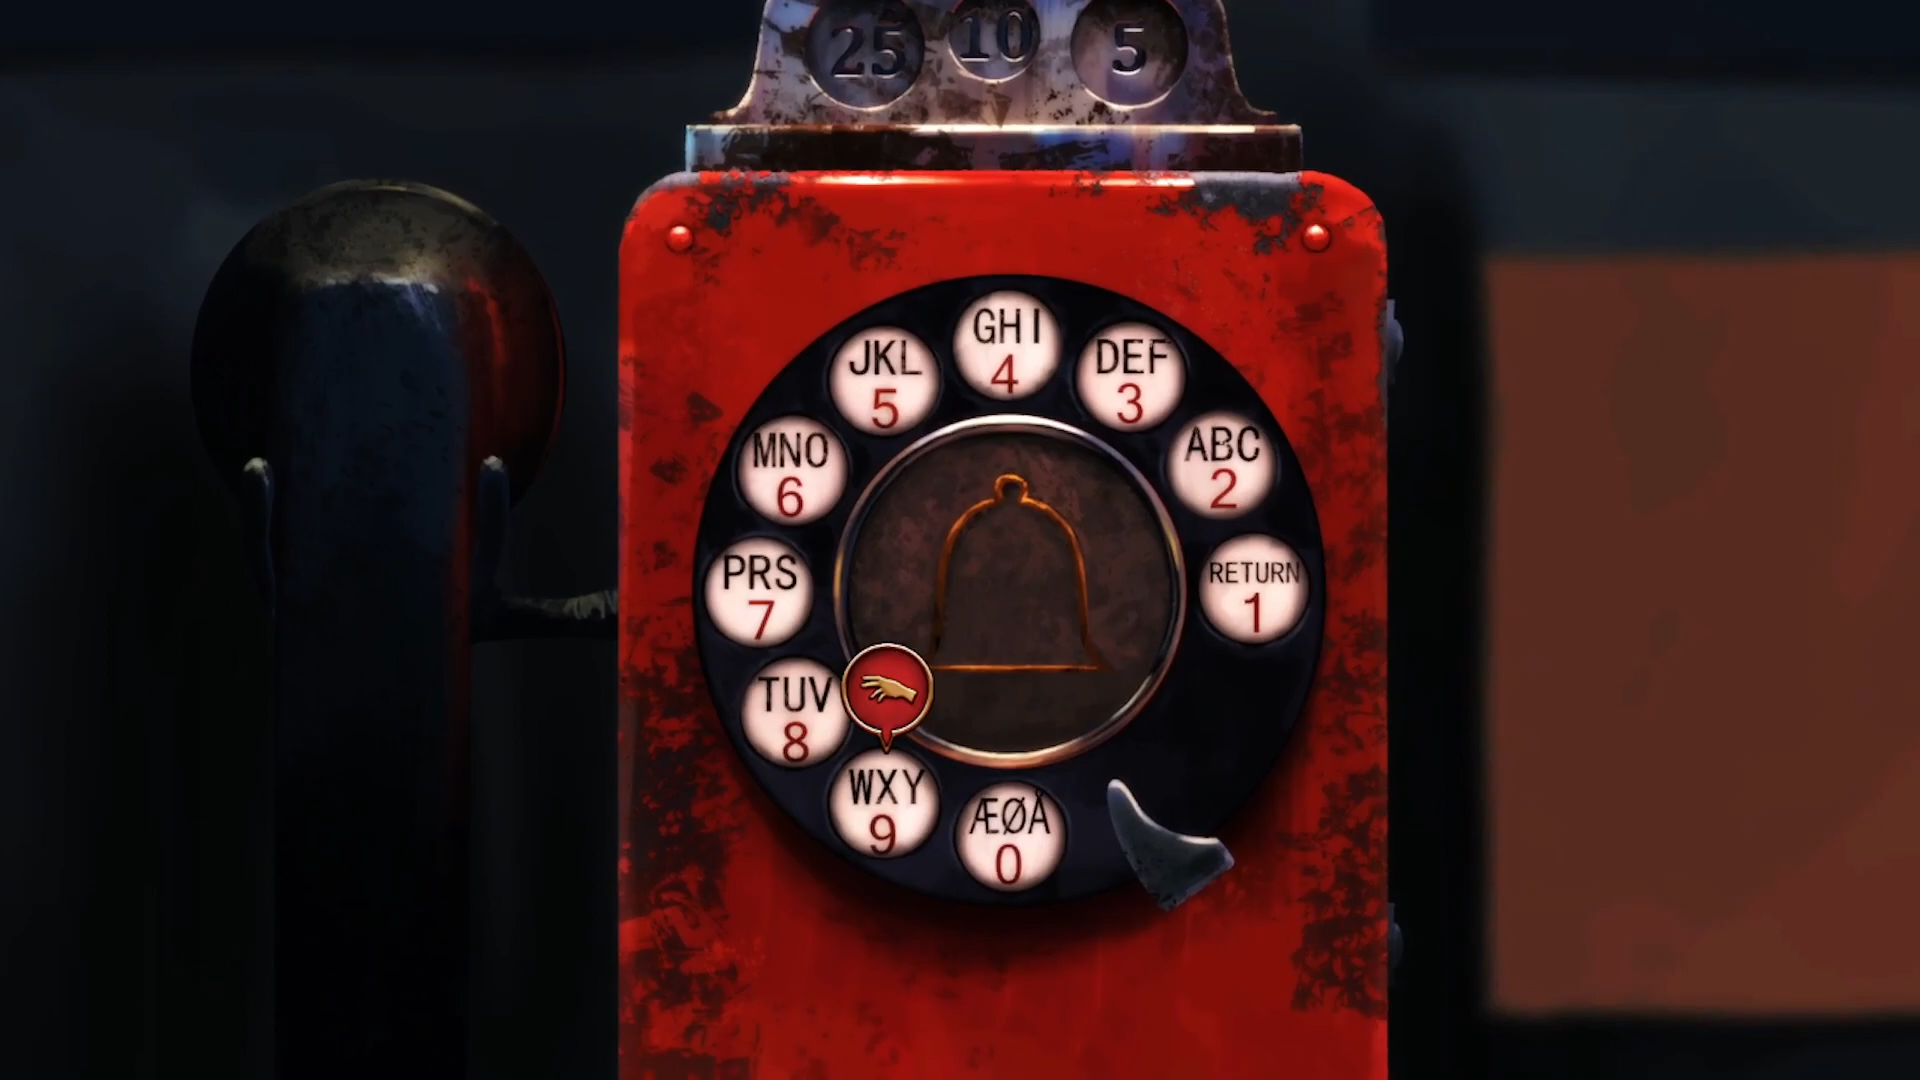 25 10 5
GHI
4
JKL
5
DEF
3
MNO
6
ABC
2
PRS
7
RETURN
1
TUV
8
WXY
9
ÆØÅ
0